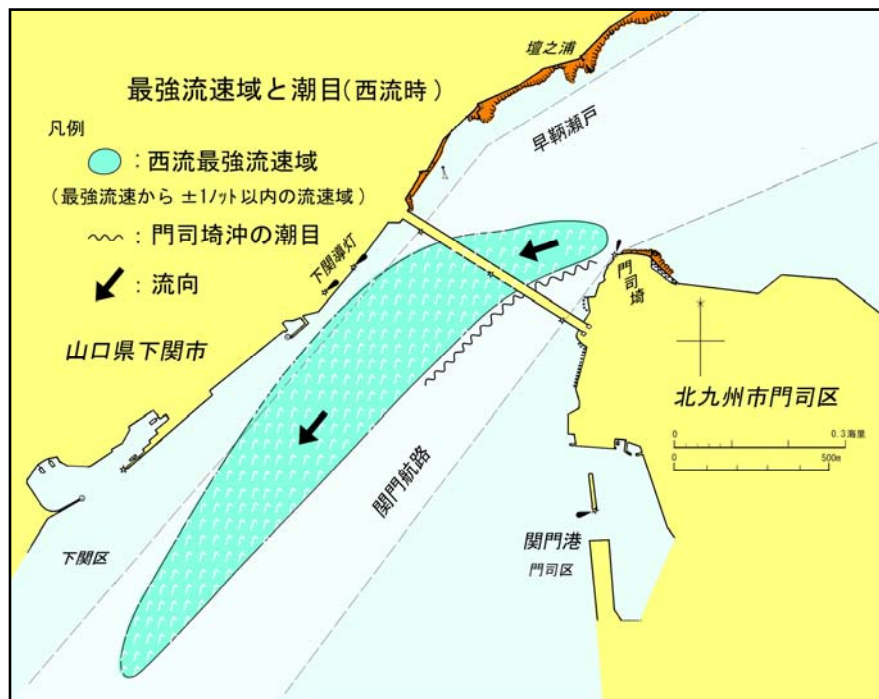 最強流速域と潮目(西流時)
凡例
:西流最強流速域
(最強流速から ±1ノット以内の流速域)
:門司埼沖の潮目
:流向
壇之浦
早鞆瀬戸
下関導灯
門司埼
山口県下関市
北九州市門司区
0 0.3海里
0 500m
関門航路
関門港
門司区
下関区